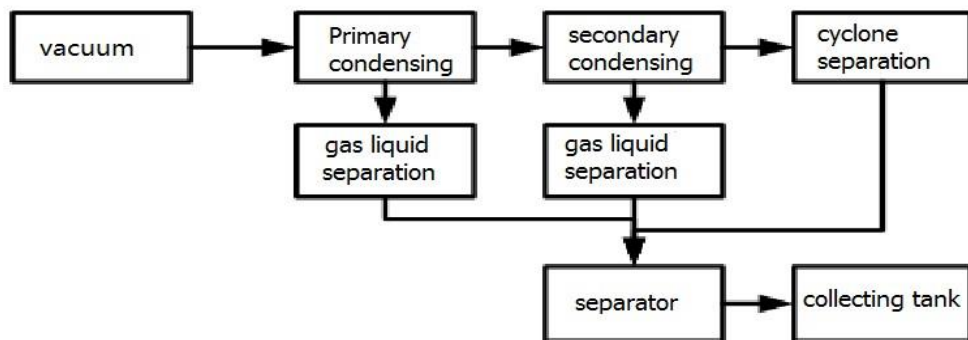 vacuum
Primary
condensing
secondary
condensing
cyclone
separation
gas liquid
separation
gas liquid
separation
separator
collecting tank